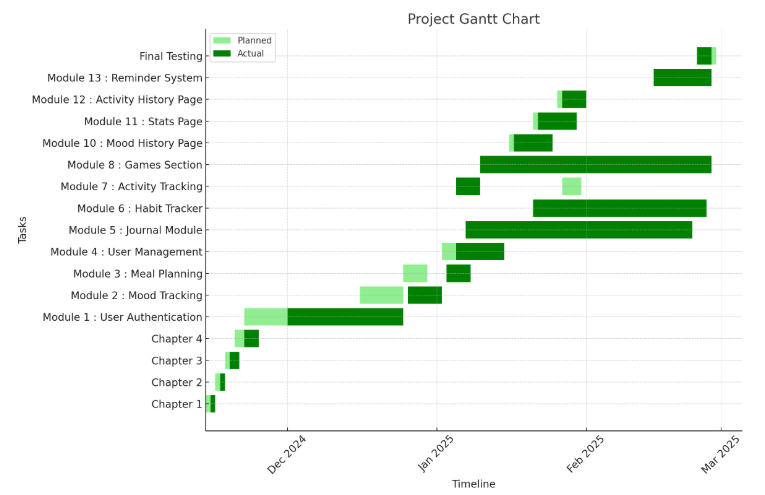 Project Gantt Chart
Planned
Actual
Final Testing
Module 13 : Reminder System
Module 12 : Activity History Page
Module 11 : Stats Page
Module 10 : Mood History Page
Module 8 : Games Section
Module 7 : Activity Tracking
Module 6 : Habit Tracker
Module 5 : Journal Module
Module 4 : User Management
Module 3 : Meal Planning
Module 2 : Mood Tracking
Module 1 : User Authentication
Chapter 4
Chapter 3
Chapter 2
Chapter 1
Tasks
Dec 2024
Jan 2025
Feb 2025
Mar 2025
Timeline